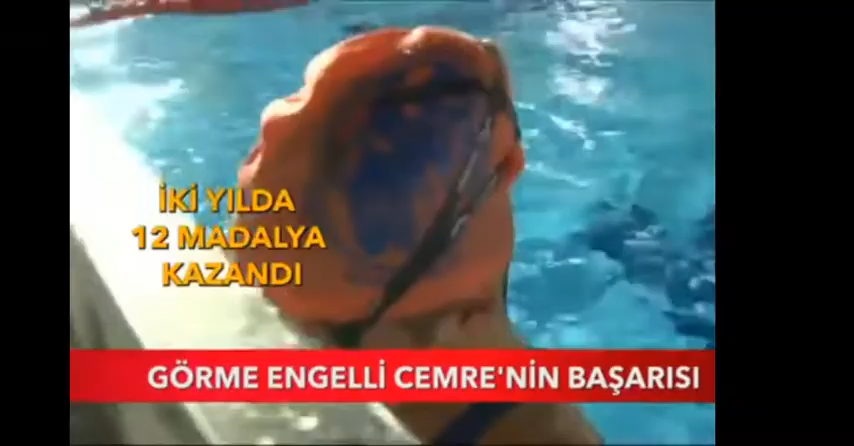 İKİ YILDA
12 MADALYA
KAZANDI
GÖRME ENGELLİ CEMRE'NİN BAŞARISI